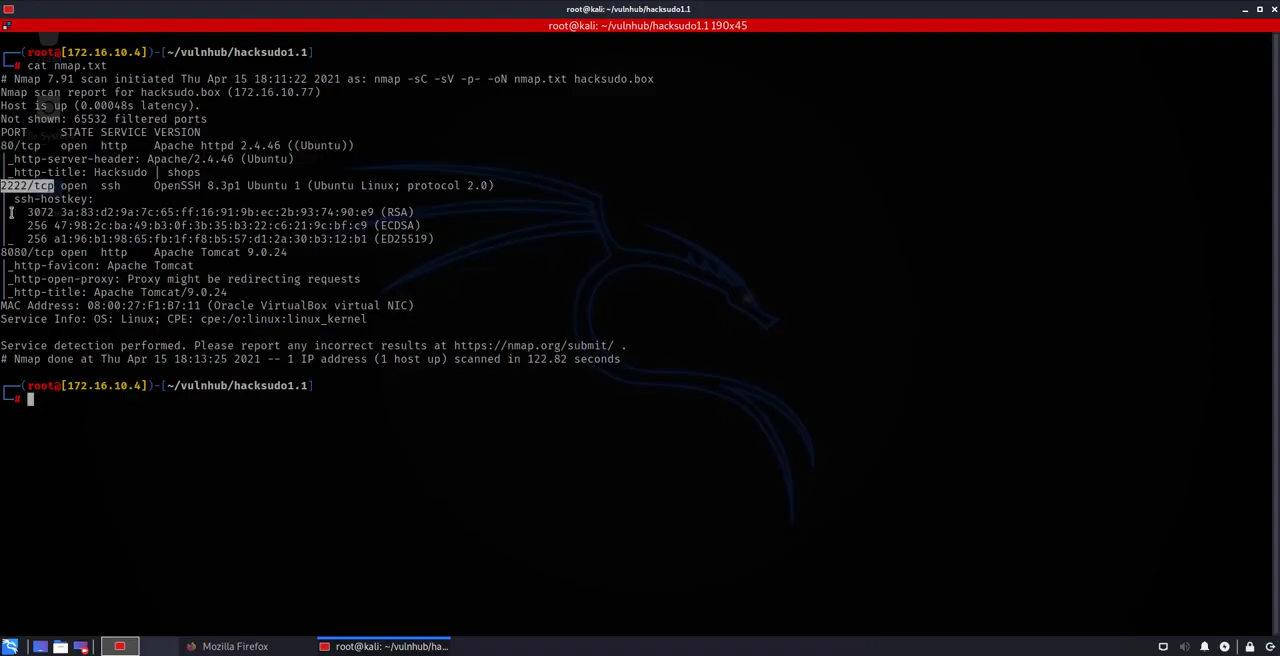 root@kali: ~/vulnhub/hacksudo1.1
root@kali: ~/vulnhub/hacksudo1.1 190x45
┌──(root@[172.16.10.4])-[~/vulnhub/hacksudo1.1]
└─# cat nmap.txt
# Nmap 7.91 scan initiated Thu Apr 15 18:11:22 2021 as: nmap -sC -sV -p- -oN nmap.txt hacksudo.box
Nmap scan report for hacksudo.box (172.16.10.77)
Host is up (0.00048s latency).
Not shown: 65532 filtered ports
PORT     STATE SERVICE VERSION
80/tcp   open  http    Apache httpd 2.4.46 ((Ubuntu))
|_http-server-header: Apache/2.4.46 (Ubuntu)
|_http-title: Hacksudo | shops
2222/tcp open  ssh     OpenSSH 8.3p1 Ubuntu 1 (Ubuntu Linux; protocol 2.0)
| ssh-hostkey:
|   3072 3a:83:d2:9a:7c:65:ff:16:91:9b:ec:2b:93:74:90:e9 (RSA)
|   256 47:98:2c:ba:49:b3:0f:3b:35:b3:22:c6:21:9c:bf:c9 (ECDSA)
|_  256 a1:96:b1:98:65:fb:1f:f8:b5:57:d1:2a:30:b3:12:b1 (ED25519)
8080/tcp open  http    Apache Tomcat 9.0.24
|_http-favicon: Apache Tomcat
|_http-open-proxy: Proxy might be redirecting requests
|_http-title: Apache Tomcat/9.0.24
MAC Address: 08:00:27:F1:B7:11 (Oracle VirtualBox virtual NIC)
Service Info: OS: Linux; CPE: cpe:/o:linux:linux_kernel
Service detection performed. Please report any incorrect results at https://nmap.org/submit/ .
# Nmap done at Thu Apr 15 18:13:25 2021 -- 1 IP address (1 host up) scanned in 122.82 seconds
┌──(root@[172.16.10.4])-[~/vulnhub/hacksudo1.1]
└─#
Mozilla Firefox
root@kali: ~/vulnhub/ha...